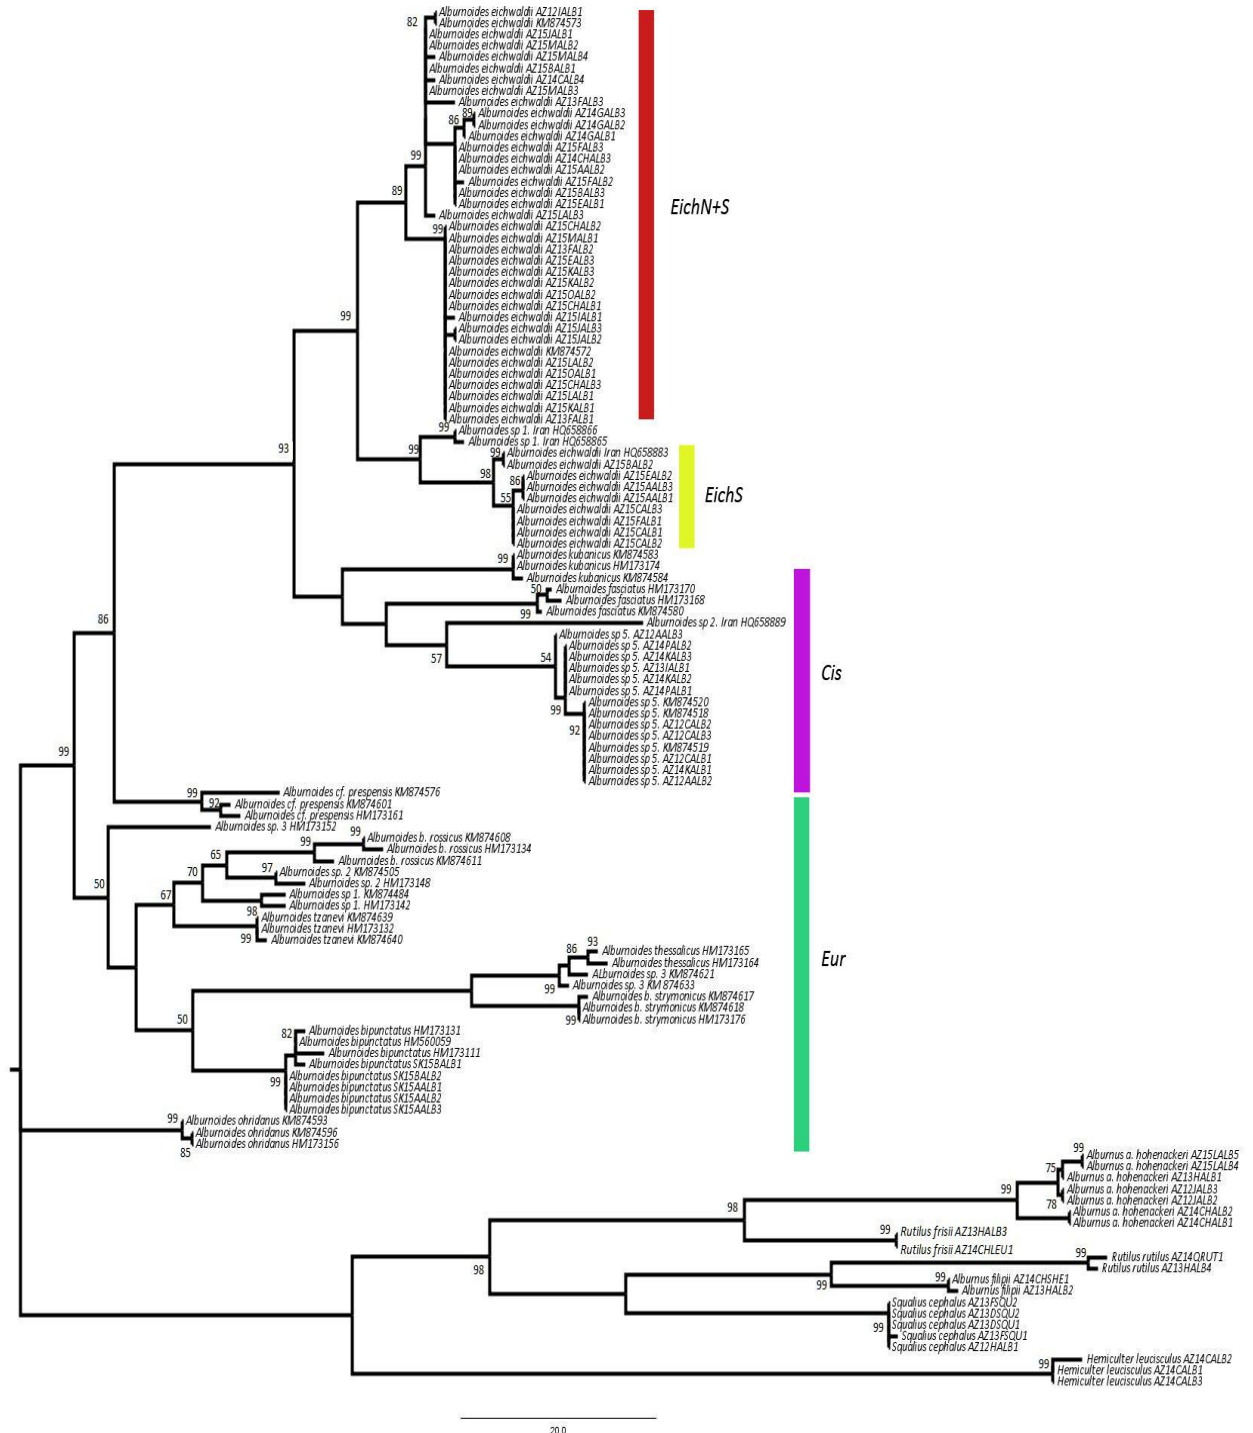 Alburnoides eichwaldii AZ12IALB1
82
Alburnoides eichwaldii KM874573
Alburnoides eichwaldii AZ15JALB1
Alburnoides eichwaldii AZ15MALB2
Alburnoides eichwaldii AZ15MALB4
Alburnoides eichwaldii AZ15BALB1
Alburnoides eichwaldii AZ14CALB4
Alburnoides eichwaldii AZ15MALB3
Alburnoides eichwaldii AZ13FALB3
89
Alburnoides eichwaldii AZ14GALB3
86
Alburnoides eichwaldii AZ14GALB2
Alburnoides eichwaldii AZ14GALB1
Alburnoides eichwaldii AZ15FALB3
99
Alburnoides eichwaldii AZ14CHALB3
Alburnoides eichwaldii AZ15AALB2
Alburnoides eichwaldii AZ15FALB2
89
Alburnoides eichwaldii AZ15BALB3
Alburnoides eichwaldii AZ15EALB1
EichN+S
Alburnoides eichwaldii AZ15LALB3
99
Alburnoides eichwaldii AZ15CHALB2
Alburnoides eichwaldii AZ15MALB1
Alburnoides eichwaldii AZ13FALB2
Alburnoides eichwaldii AZ15EALB3
Alburnoides eichwaldii AZ15KALB3
Alburnoides eichwaldii AZ15KALB2
Alburnoides eichwaldii AZ15OALB2
Alburnoides eichwaldii AZ15CHALB1
99
Alburnoides eichwaldii AZ15IALB1
Alburnoides eichwaldii AZ15JALB3
Alburnoides eichwaldii AZ15JALB2
Alburnoides eichwaldii KM874572
Alburnoides eichwaldii AZ15LALB2
Alburnoides eichwaldii AZ15OALB1
Alburnoides eichwaldii AZ15CHALB3
Alburnoides eichwaldii AZ15LALB1
Alburnoides eichwaldii AZ15KALB1
Alburnoides eichwaldii AZ13FALB1
99
Alburnoides sp 1. Iran HQ658866
Alburnoides sp 1. Iran HQ658865
93
99
99
Alburnoides eichwaldii Iran HQ658883
Alburnoides eichwaldii AZ15BALB2
98
86
Alburnoides eichwaldii AZ15EALB2
Alburnoides eichwaldii AZ15AALB3
55
Alburnoides eichwaldii AZ15AALB1
EichS
Alburnoides eichwaldii AZ15CALB3
Alburnoides eichwaldii AZ15FALB1
Alburnoides eichwaldii AZ15CALB1
Alburnoides eichwaldii AZ15CALB2
99
Alburnoides kubanicus KM874583
Alburnoides kubanicus HM173174
Alburnoides kubanicus KM874584
50
Alburnoides fasciatus HM173170
Alburnoides fasciatus HM173168
99
Alburnoides fasciatus KM874580
86
Alburnoides sp 2. Iran HQ658889
Alburnoides sp 5. AZ12AALB3
Alburnoides sp 5. AZ14PALB2
57
54
Alburnoides sp 5. AZ14KALB3
Alburnoides sp 5. AZ13IALB1
Cis
Alburnoides sp 5. AZ14KALB2
Alburnoides sp 5. AZ14PALB1
Alburnoides sp 5. KM874520
99
Alburnoides sp 5. KM874518
Alburnoides sp 5. AZ12CALB2
92
Alburnoides sp 5. AZ12CALB3
Alburnoides sp 5. KM874519
99
Alburnoides sp 5. AZ12CALB1
Alburnoides sp 5. AZ14KALB1
Alburnoides sp 5. AZ12AALB2
99
Alburnoides cf. prespensis KM874576
92
Alburnoides cf. prespensis KM874601
Alburnoides cf. prespensis HM173161
Alburnoides sp. 3 HM173152
99
Alburnoides b. rossicus KM874608
99
Alburnoides b. rossicus HM173134
65
Alburnoides b. rossicus KM874611
97
Alburnoides sp. 2 KM874505
70
Alburnoides sp. 2 HM173148
50
67
Alburnoides sp 1. KM874484
Alburnoides sp 1. HM173142
98
Alburnoides tzanevi KM874639
Alburnoides tzanevi HM173132
99
Alburnoides tzanevi KM874640
93
86
Alburnoides thessalicus HM173165
Eur
Alburnoides thessalicus HM173164
ALburnoides sp. 3 KM874621
99
Alburnoides sp. 3 KM 874633
Alburnoides b. strymonicus KM874617
Alburnoides b. strymonicus KM874618
50
99
Alburnoides b. strymonicus HM173176
82
Alburnoides bipunctatus HM173131
Alburnoides bipunctatus HM560059
Alburnoides bipunctatus HM173111
Alburnoides bipunctatus SK15BALB1
Alburnoides bipunctatus SK15BALB2
99
Alburnoides bipunctatus SK15AALB1
Alburnoides bipunctatus SK15AALB2
Alburnoides bipunctatus SK15AALB3
99
Alburnoides ohridanus KM874593
Alburnoides ohridanus KM874596
Alburnoides ohridanus HM173156
85
99
Alburnus a. hohenackeri AZ15LALB5
75
Alburnus a. hohenackeri AZ15LALB4
Alburnus a. hohenackeri AZ13HALB1
99
Alburnus a. hohenackeri AZ12JALB3
78
Alburnus a. hohenackeri AZ12JALB2
98
Alburnus a. hohenackeri AZ14CHALB2
Alburnus a. hohenackeri AZ14CHALB1
99
Rutilus frisii AZ13HALB3
Rutilus frisii AZ14CHLEU1
99
Rutilus rutilus AZ14QRUT1
98
Rutilus rutilus AZ13HALB4
99
99
Alburnus filipii AZ14CHSHE1
Alburnus filipii AZ13HALB2
Squalius cephalus AZ13FSQU2
Squalius cephalus AZ13DSQU2
99
Squalius cephalus AZ13DSQU1
Squalius cephalus AZ13FSQU1
Squalius cephalus AZ12HALB1
99
Hemiculter leucisculus AZ14CALB2
Hemiculter leucisculus AZ14CALB1
Hemiculter leucisculus AZ14CALB3
20.0